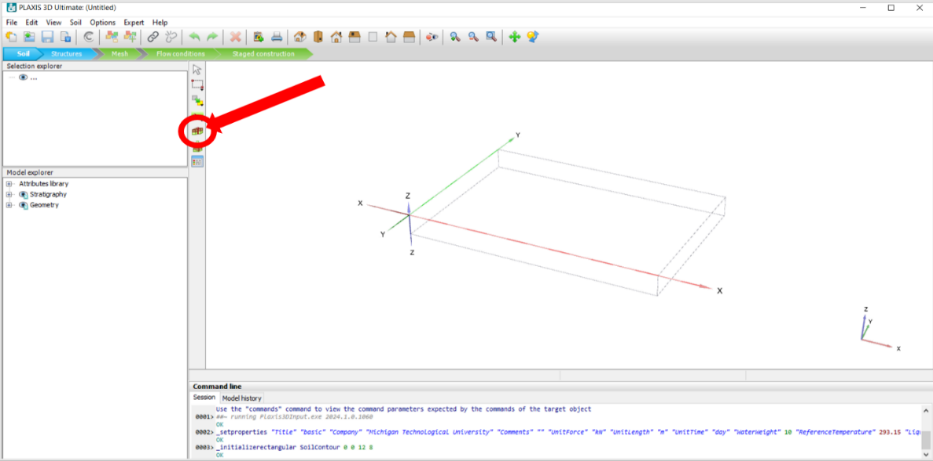 PLAXIS 3D Ultimate: (Untitled)
File Edit View Soil Options Expert Help
Soil Structures Mesh Flow conditions Staged construction
Selection explorer
...
Model explorer
Attributes library
Stratigraphy
Geometry
Y
X
Z
Y
Z
X
Z
Y
X
Command line
Session Model history
Use the "commands" command to view the command parameters expected by the commands of the target object
0001> ##- running Plaxis3DInput.exe 2024.1.0.1060
OK
0002> _setproperties "Title" "basic" "Company" "Michigan Technological University" "Comments" "" "UnitForce" "kN" "UnitLength" "m" "UnitTime" "day" "WaterWeight" 10 "ReferenceTemperature" 293.15 "Liq
OK
0003> _initializerectangular SoilContour 0 0 12 8
OK